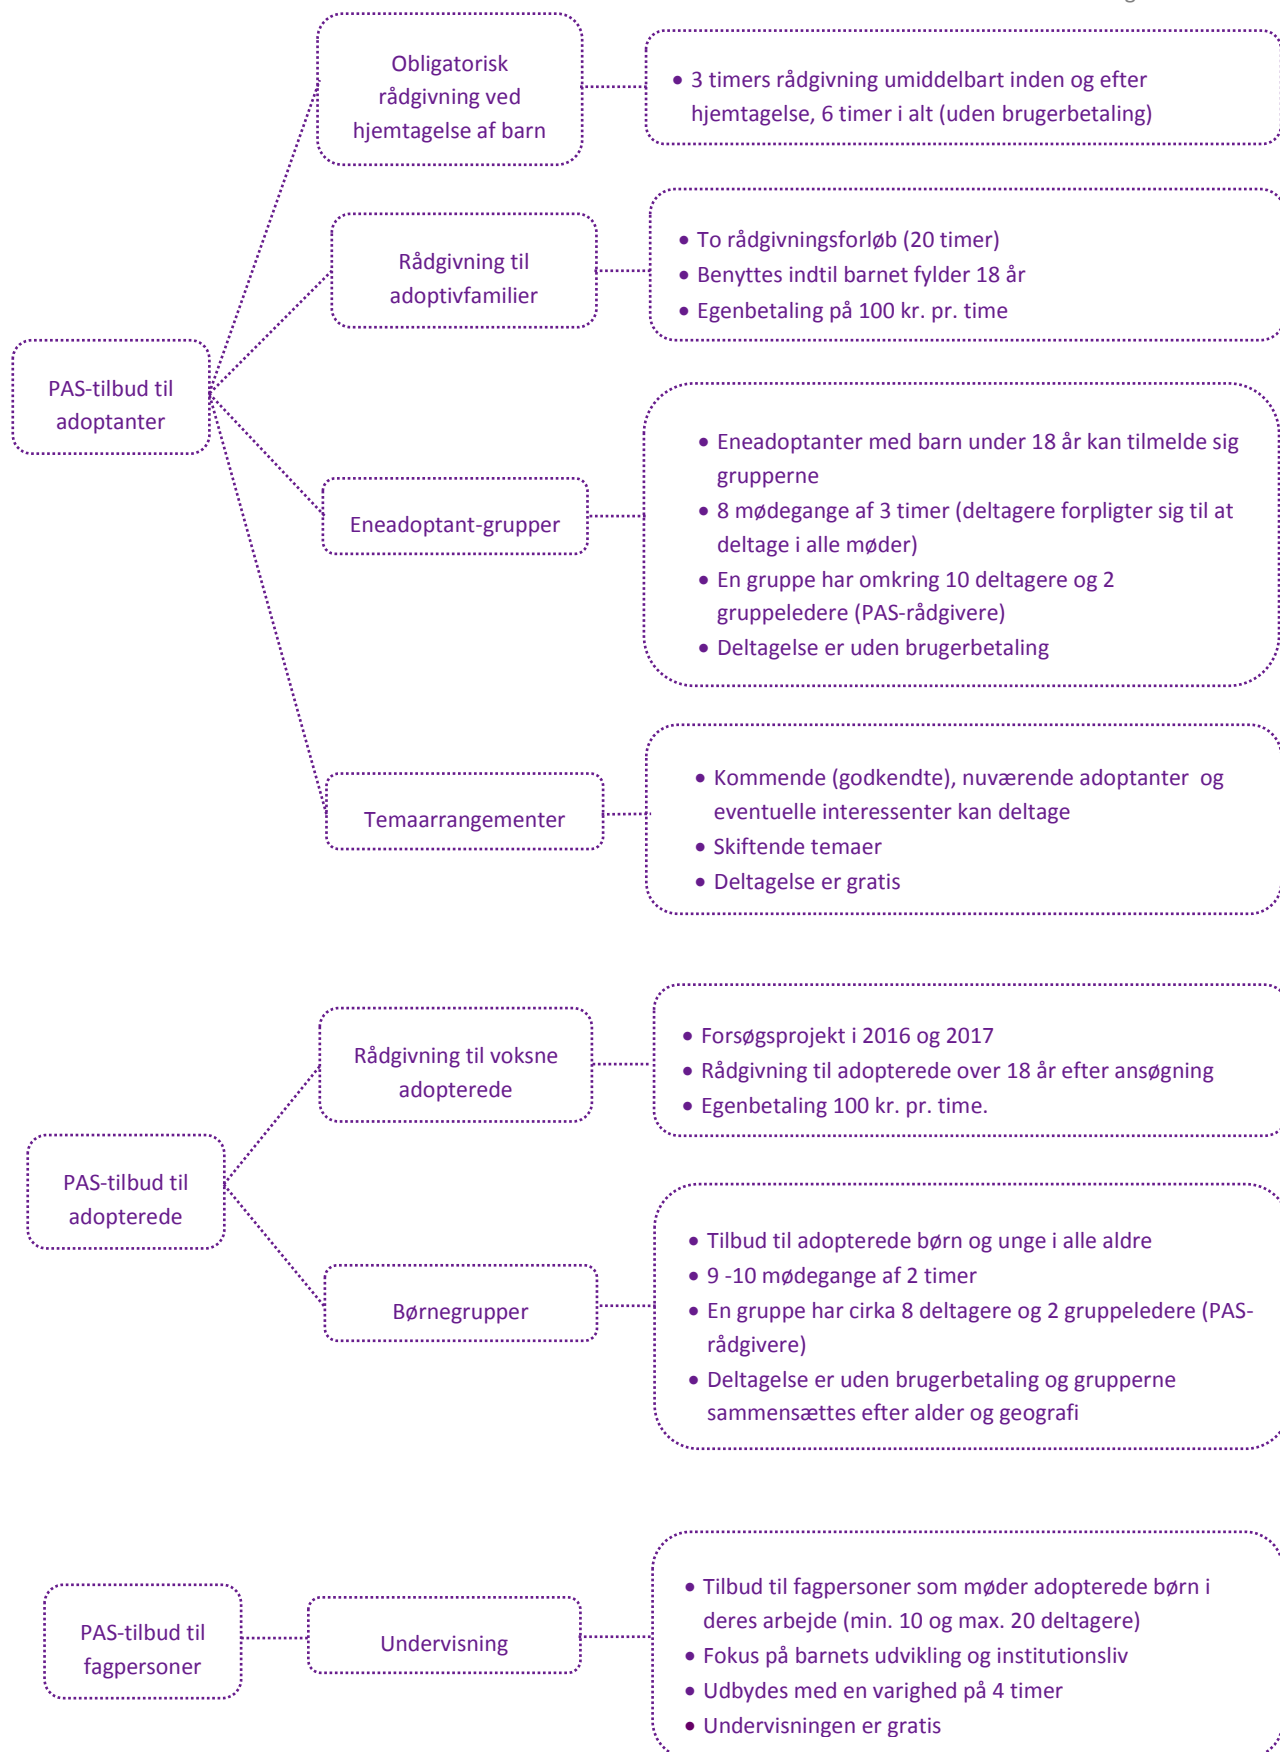 Obligatorisk
rådgivning ved
hjemtagelse af barn
• 3 timers rådgivning umiddelbart inden og efter
hjemtagelse, 6 timer i alt (uden brugerbetaling)
Rådgivning til
adoptivfamilier
• To rådgivningsforløb (20 timer)
• Benyttes indtil barnet fylder 18 år
• Egenbetaling på 100 kr. pr. time
PAS-tilbud til
adoptanter
Eneadoptant-grupper
• Eneadoptanter med barn under 18 år kan tilmelde sig
grupperne
• 8 mødegange af 3 timer (deltagere forpligter sig til at
deltage i alle møder)
• En gruppe har omkring 10 deltagere og 2
gruppeledere (PAS-rådgivere)
• Deltagelse er uden brugerbetaling
Temaarrangementer
• Kommende (godkendte), nuværende adoptanter og
eventuelle interessenter kan deltage
• Skiftende temaer
• Deltagelse er gratis
Rådgivning til voksne
adopterede
• Forsøgsprojekt i 2016 og 2017
• Rådgivning til adopterede over 18 år efter ansøgning
• Egenbetaling 100 kr. pr. time.
PAS-tilbud til
adopterede
Børnegrupper
• Tilbud til adopterede børn og unge i alle aldre
• 9 -10 mødegange af 2 timer
• En gruppe har cirka 8 deltagere og 2 gruppeledere (PAS-
rådgivere)
• Deltagelse er uden brugerbetaling og grupperne
sammensættes efter alder og geografi
PAS-tilbud til
fagpersoner
Undervisning
• Tilbud til fagpersoner som møder adopterede børn i
deres arbejde (min. 10 og max. 20 deltagere)
• Fokus på barnets udvikling og institutionsliv
• Udbydes med en varighed på 4 timer
• Undervisningen er gratis